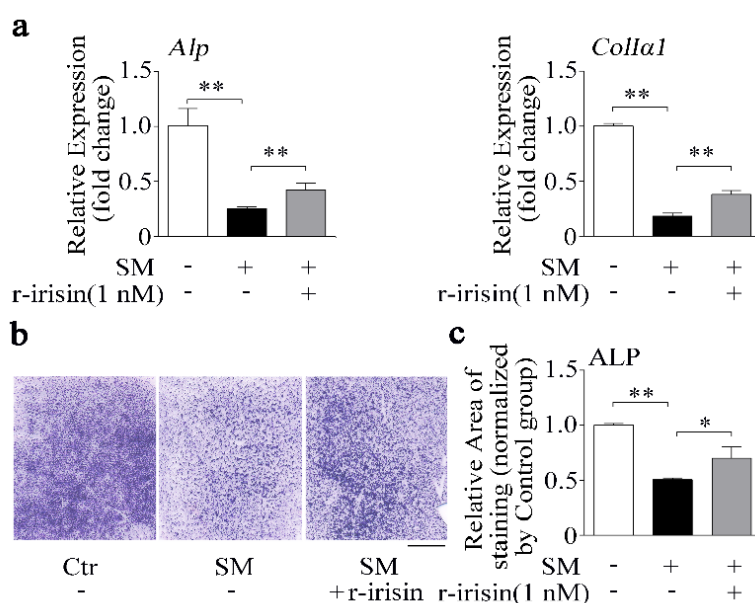 a
Alp
Relative Expression
(fold change)
1.5
1.0
0.5
0
**
**
SM - + +
r-irisin(1 nM) - - +
ColIα1
Relative Expression
(fold change)
1.5
1.0
0.5
0
**
**
SM - + +
r-irisin(1 nM) - - +
b
Ctr SM SM
- - +r-irisin
c
ALP
Relative Area of
staining (normalized
by Control group)
1.5
1.0
0.5
0
**
*
SM - + +
r-irisin(1 nM) - - +